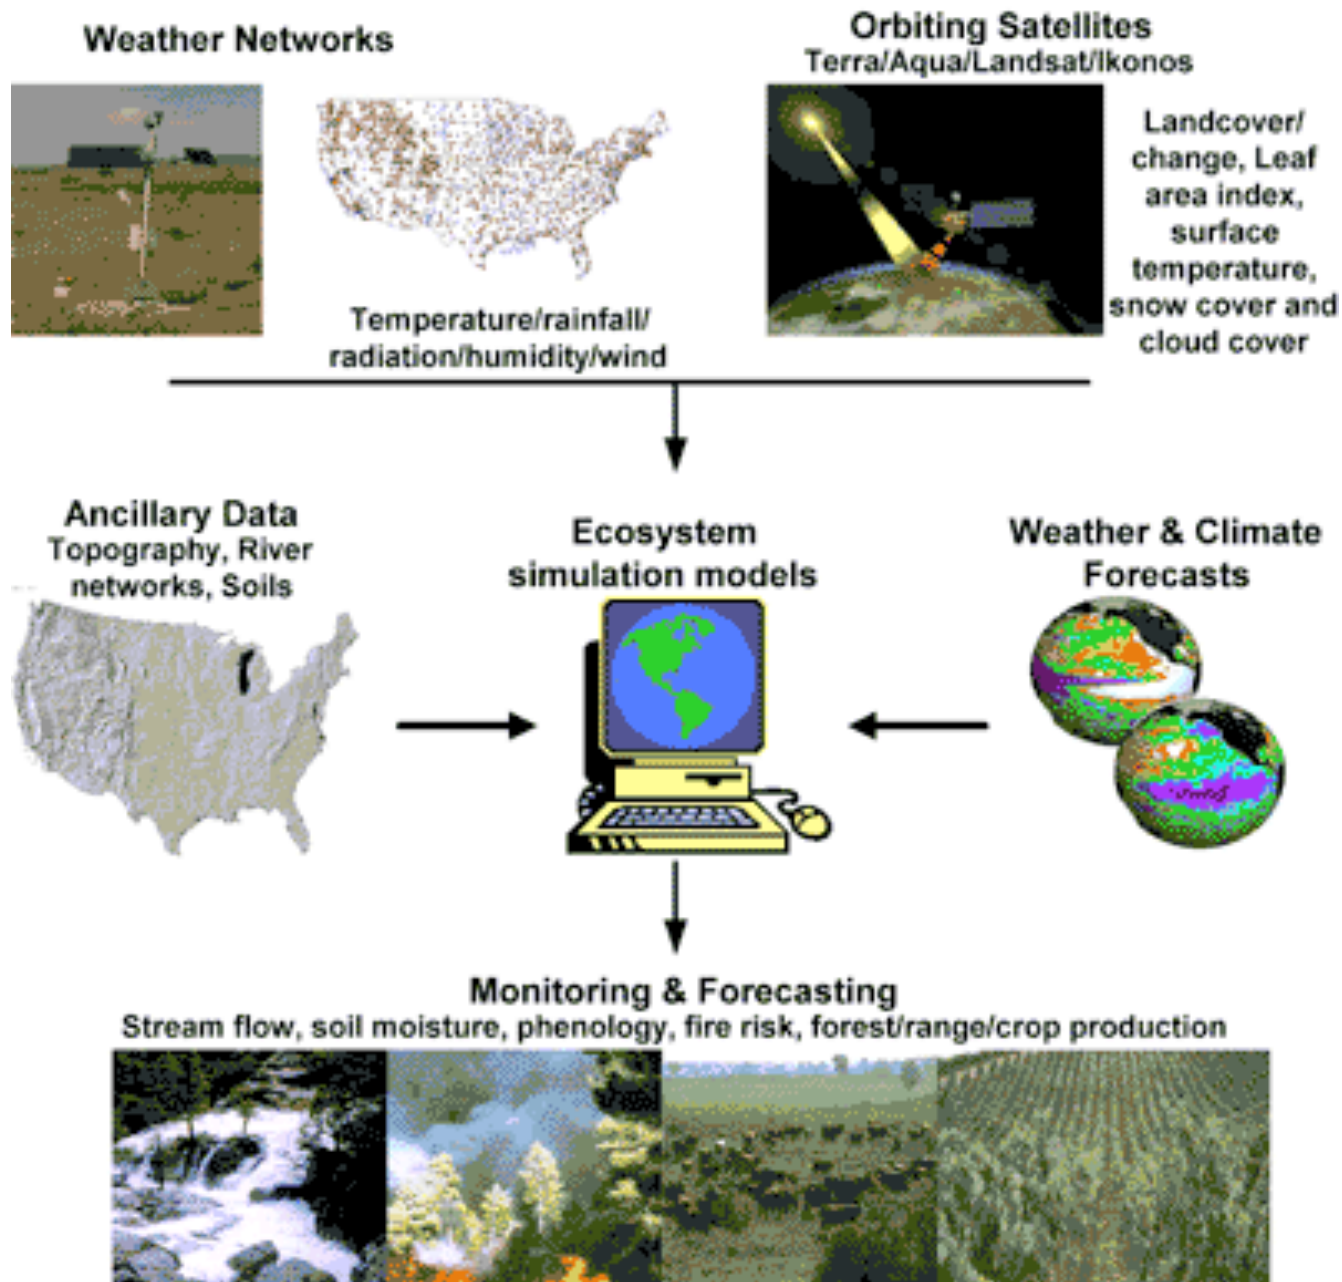 Weather Networks
Orbiting Satellites
Terra/Aqua/Landsat/Ikonos
Landcover/
change, Leaf
area index,
surface
temperature,
snow cover and
cloud cover
Temperature/rainfall/
radiation/humidity/wind
Ancillary Data
Topography, River
networks, Soils
Ecosystem
simulation models
Weather & Climate
Forecasts
Monitoring & Forecasting
Stream flow, soil moisture, phenology, fire risk, forest/range/crop production